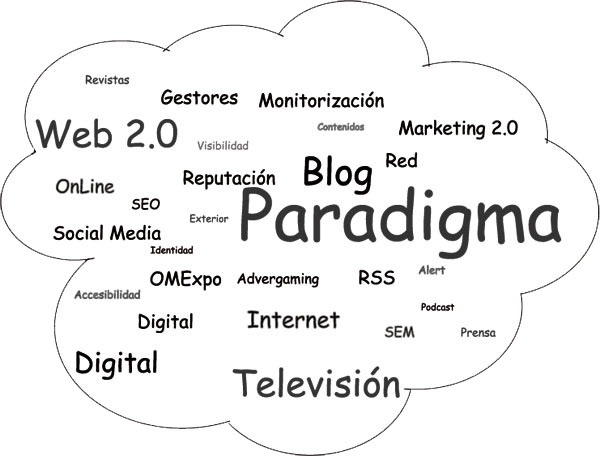 Revistas
Gestores
Monitorización
Web 2.0
Contenidos
Marketing 2.0
Visibilidad
Red
OnLine
Reputación
Blog
SEO
Exterior
Paradigma
Social Media
Identidad
OMExpo
Advergaming
RSS
Alert
Accesibilidad
Podcast
Digital
Internet
SEM
Prensa
Digital
Televisión